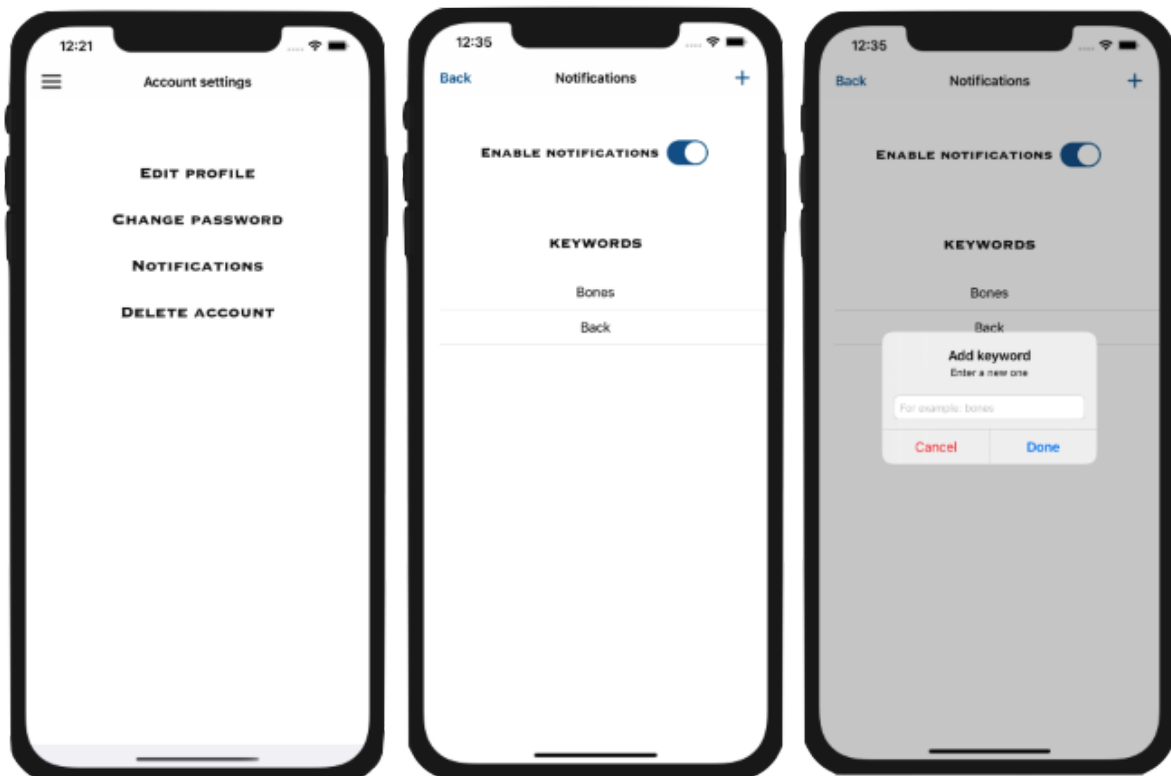 12:21
Account settings
EDIT PROFILE
CHANGE PASSWORD
NOTIFICATIONS
DELETE ACCOUNT
12:35
Back Notifications +
ENABLE NOTIFICATIONS
KEYWORDS
Bones
Back
12:35
Back Notifications +
ENABLE NOTIFICATIONS
KEYWORDS
Bones
Back
Add keyword
Enter a new one
For example: bones
Cancel Done